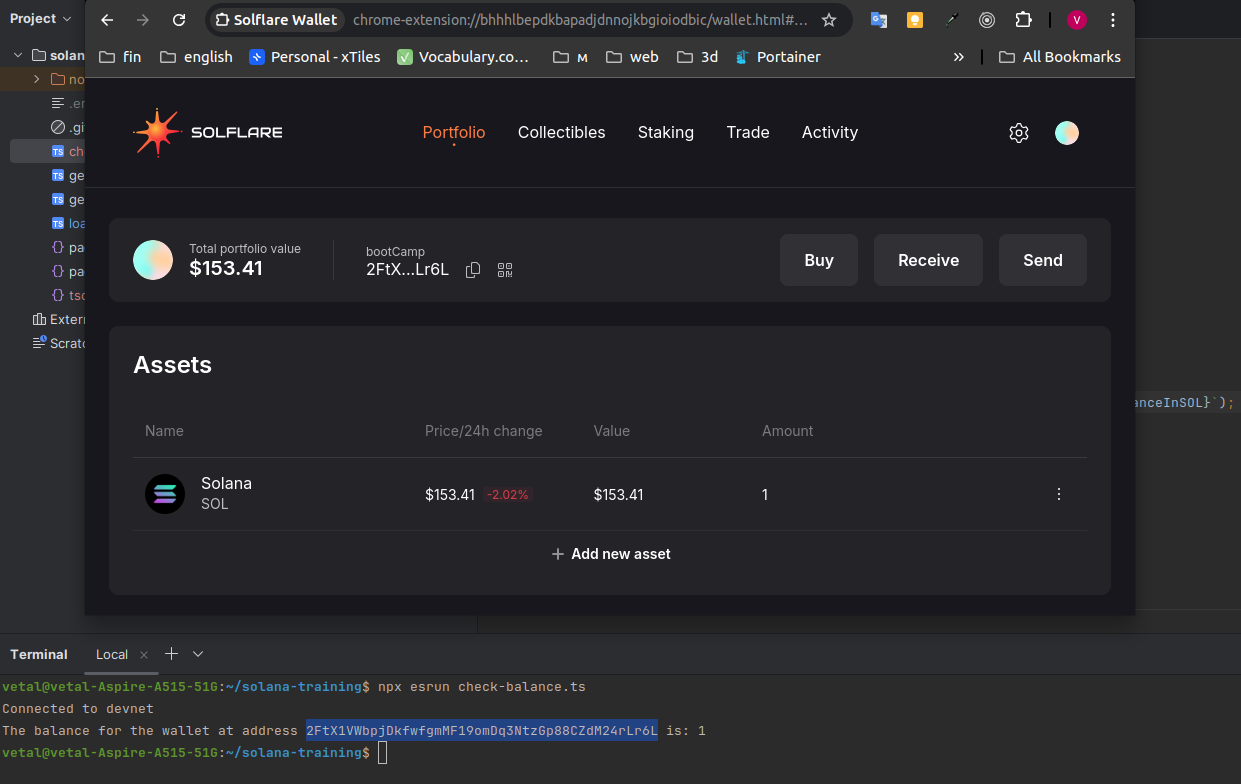 Project
Solflare Wallet
chrome-extension://bhhhlbepdkbapadjdnnojkbgioiodbic/wallet.html#...
V
fin
english
Personal - xTiles
Vocabulary.co...
M
web
3d
Portainer
»
All Bookmarks
solan
no
.en
.gi
TS ch
TS ge
TS ge
TS loa
{} pa
{} pa
{} tsc
Extern
Scratc
SOLFLARE
Portfolio
Collectibles
Staking
Trade
Activity
Total portfolio value
$153.41
bootCamp
2FtX...Lr6L
Buy
Receive
Send
Assets
Name
Price/24h change
Value
Amount
Solana
SOL
$153.41
-2.02%
$153.41
1
+ Add new asset
anceInSOL}`);
Terminal
Local
vetal@vetal-Aspire-A515-51G:~/solana-training$ npx esrun check-balance.ts
Connected to devnet
The balance for the wallet at address 2FtX1VWbpjDkfwfgmMF19omDq3NtzGp88CZdM24rLr6L is: 1
vetal@vetal-Aspire-A515-51G:~/solana-training$